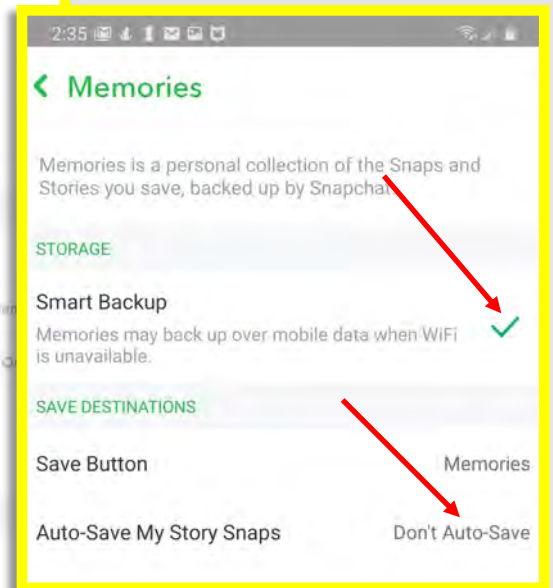 2:35
Memories
Memories is a personal collection of the Snaps and
Stories you save, backed up by Snapchat
STORAGE
Smart Backup
Memories may back up over mobile data when WiFi
is unavailable.
SAVE DESTINATIONS
Save Button Memories
Auto-Save My Story Snaps Don't Auto-Save